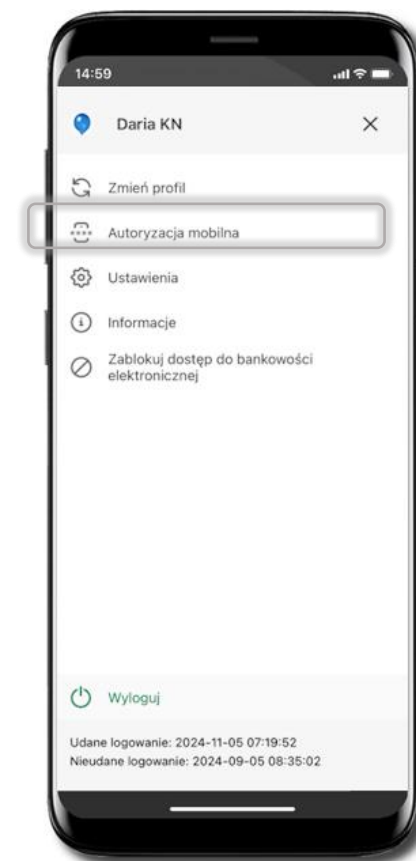 14:59
Daria KN
Zmień profil
Autoryzacja mobilna
Ustawienia
Informacje
Zablokuj dostęp do bankowości
elektronicznej
Wyloguj
Udane logowanie: 2024-11-05 07:19:52
Nieudane logowanie: 2024-09-05 08:35:02